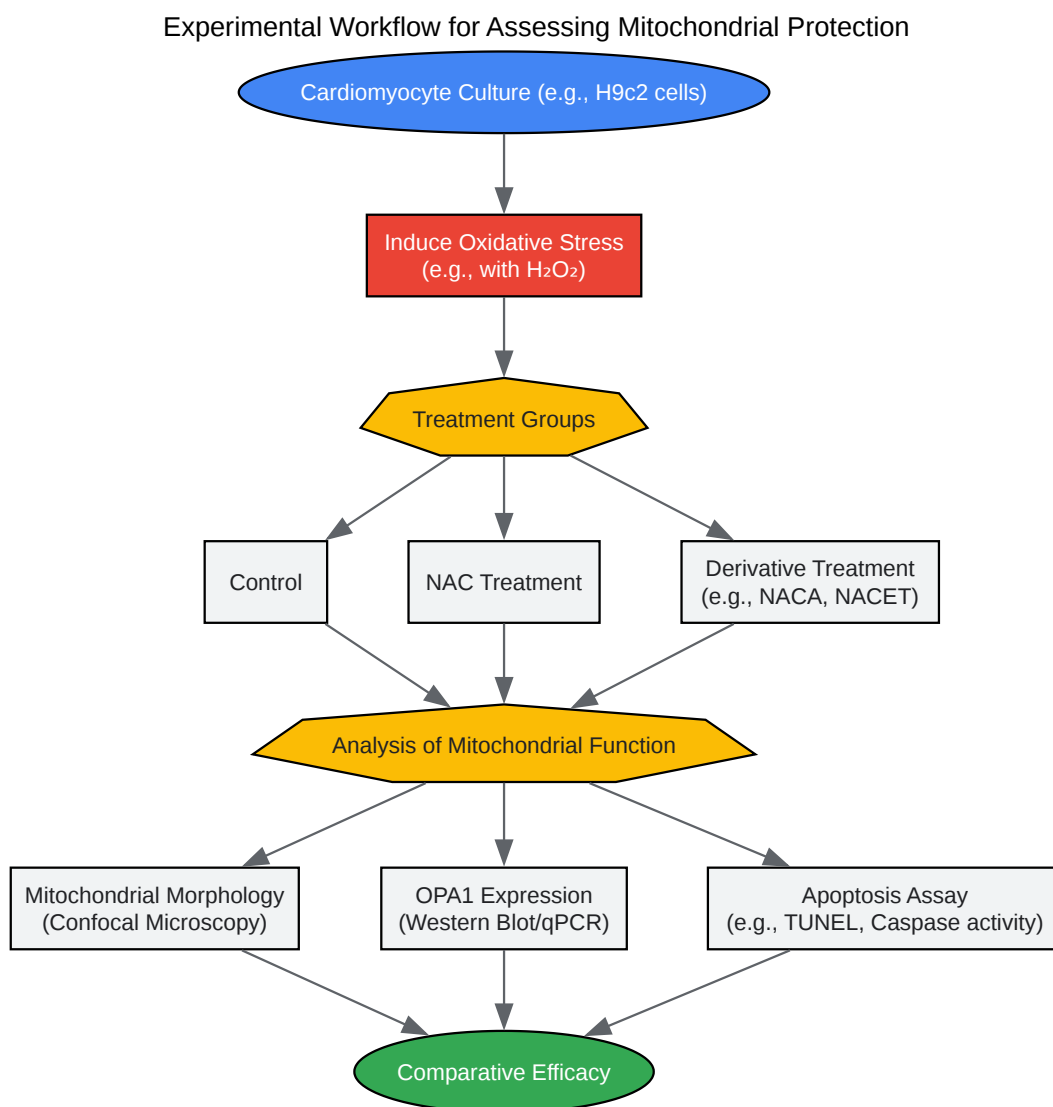 Experimental Workflow for Assessing Mitochondrial Protection
Cardiomyocyte Culture (e.g., H9c2 cells)
Induce Oxidative Stress
(e.g., with H₂O₂)
Treatment Groups
Control
NAC Treatment
Derivative Treatment
(e.g., NACA, NACET)
Analysis of Mitochondrial Function
Mitochondrial Morphology
(Confocal Microscopy)
OPA1 Expression
(Western Blot/qPCR)
Apoptosis Assay
(e.g., TUNEL, Caspase activity)
Comparative Efficacy